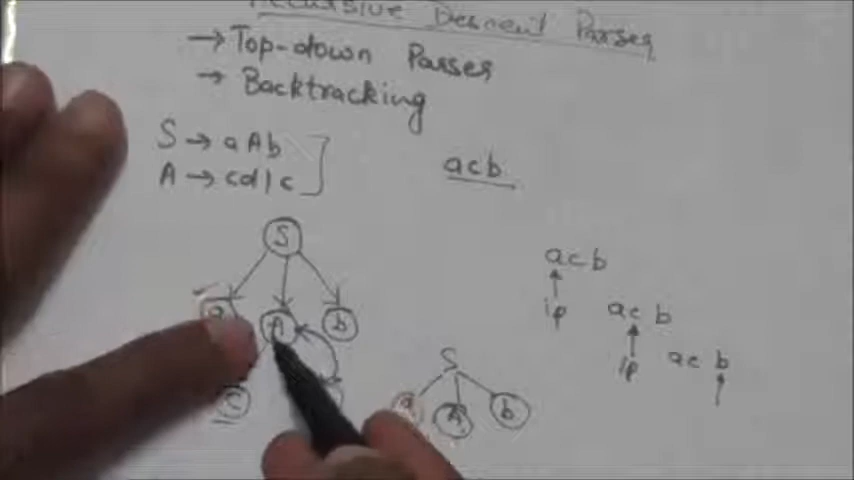 Recursive Descent Parser
→ Top-down Parser
→ Backtracking
S → aAb
A → cd|c
acb
S
a A b
c
S
a A b
acb
ip
acb
ip
acb